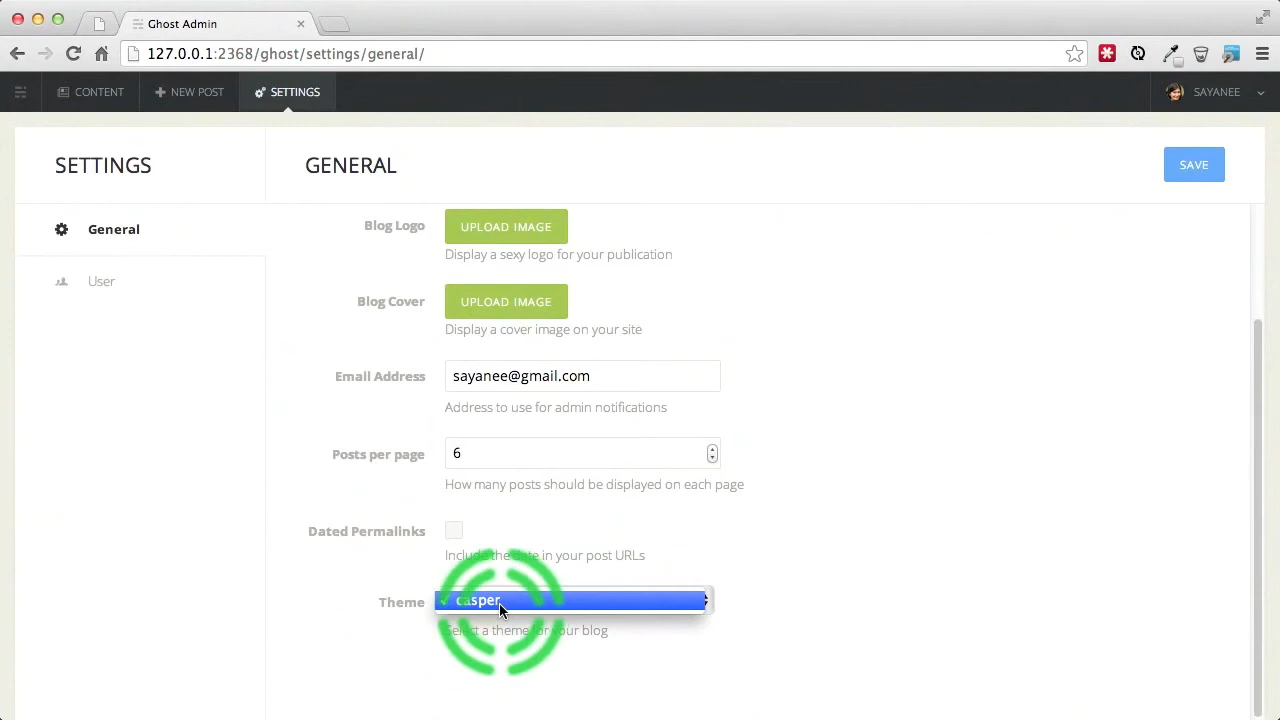 Ghost Admin
127.0.0.1:2368/ghost/settings/general/
CONTENT
NEW POST
SETTINGS
SAYANEE
SETTINGS
GENERAL
SAVE
General
User
Blog Logo
UPLOAD IMAGE
Display a sexy logo for your publication
Blog Cover
UPLOAD IMAGE
Display a cover image on your site
Email Address
sayanee@gmail.com
Address to use for admin notifications
Posts per page
6
How many posts should be displayed on each page
Dated Permalinks
Include the date in your post URLs
Theme
casper
Select a theme for your blog